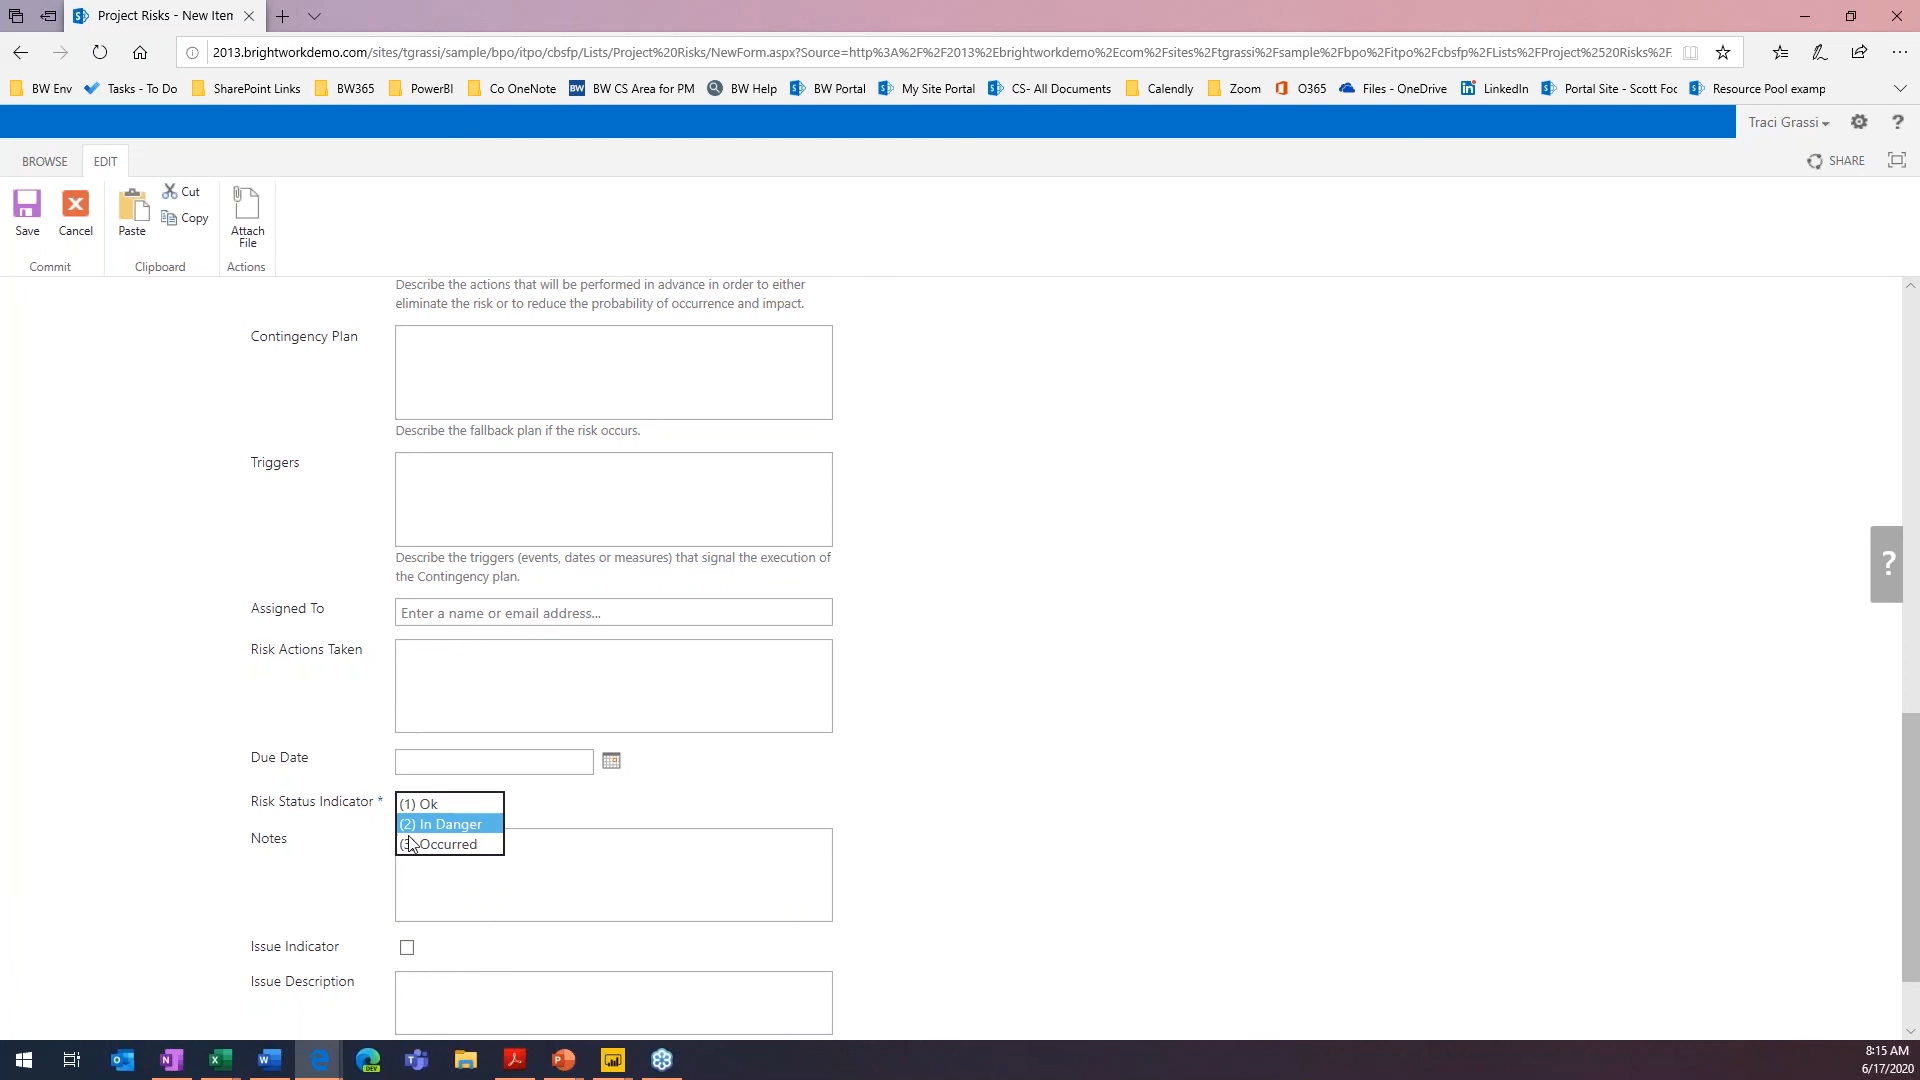 Project Risks - New Iten
2013.brightworkdemo.com/sites/tgrassi/sample/bpo/itpo/cbsfp/Lists/Project%20Risks/NewForm.aspx?Source=http%3A%2F%2F2013%2Ebrightworkdemo%2Ecom%2Fsites%2Ftgrassi%2Fsample%2Fbpo%2Fitpo%2Fcbsfp%2FLists%2FProject%2520Risks%2F.
BW Env Tasks - To Do SharePoint Links BW365 PowerBI Co OneNote BW BW CS Area for PM BW Help BW Portal My Site Portal CS- All Documents Calendly Zoom O365 Files - OneDrive LinkedIn Portal Site - Scott Foc Resource Pool examp
Traci Grassi ?
BROWSE EDIT SHARE
Save Cancel Paste Cut Copy Attach File
Commit Clipboard Actions
Describe the actions that will be performed in advance in order to either
eliminate the risk or to reduce the probability of occurrence and impact.
Contingency Plan
Describe the fallback plan if the risk occurs.
Triggers
Describe the triggers (events, dates or measures) that signal the execution of
the Contingency plan.
?
Assigned To Enter a name or email address...
Risk Actions Taken
Due Date
Risk Status Indicator * (1) Ok
(2) In Danger
Notes
Occurred
Issue Indicator
Issue Description
8:15 AM
6/17/2020